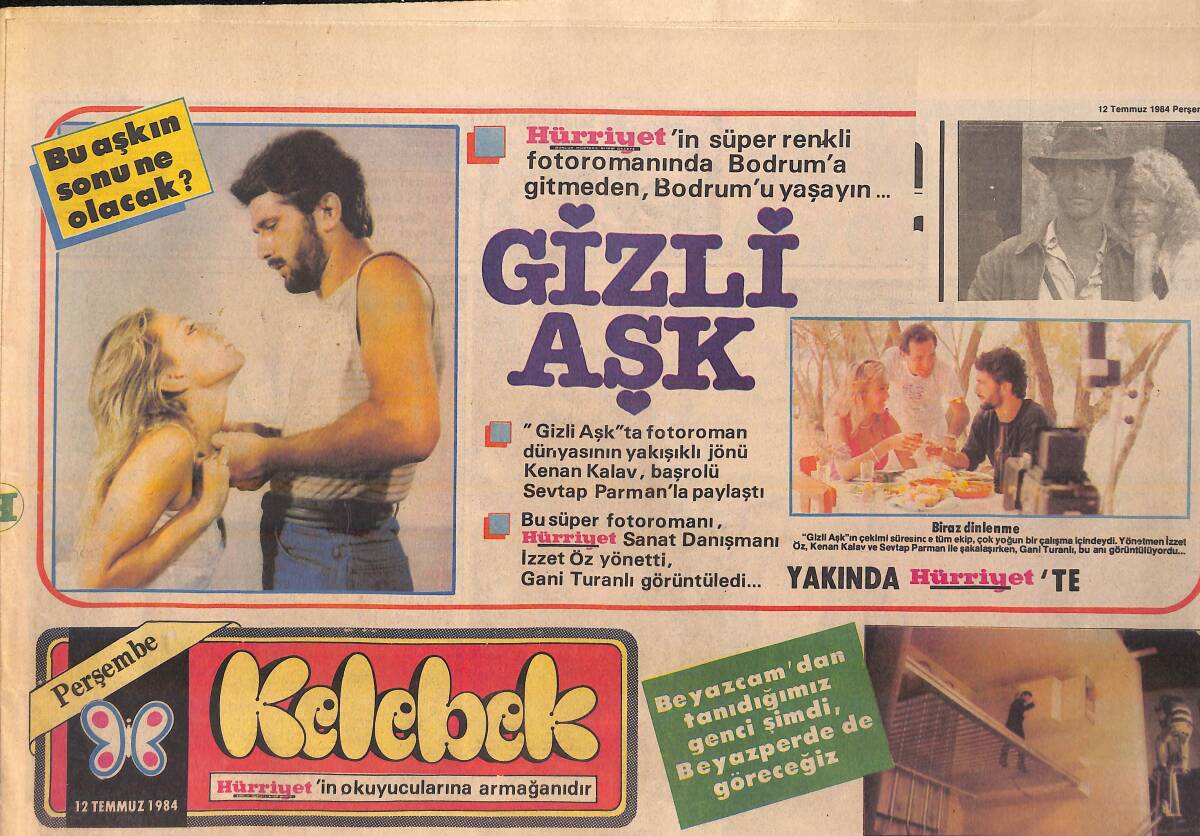 12 Temmuz 1984 Perşe
Bu aşkın
sonu ne
olacak?
Hürriyet'in süper renkli
fotoromanında Bodrum'a
gitmeden, Bodrum'u yaşayın ...
GİZLİ
AŞK
"Gizli Aşk"ta fotoroman
dünyasının yakışıklı jönü
Kenan Kalav, başrolü
Sevtap Parman'la paylaştı
Bu süper fotoromanı,
Hürriyet Sanat Danışmanı
İzzet Öz yönetti,
Gani Turanlı görüntüledi...
Biraz dinlenme
"Gizli Aşk"ın çekimi süresince tüm ekip, çok yoğun bir çalışma içindeydi. Yönetmen İzzet
Öz, Kenan Kalav ve Sevtap Parman ile şakalaşırken, Gani Turanlı, bu anı görüntülüyordu...
YAKINDA Hürriyet'TE
Perşembe
12 TEMMUZ 1984
Kelebek
Hürriyet'in okuyucularına armağanıdır
Beyazcam'dan
tanıdığımız
genci şimdi,
Beyazperde de
göreceğiz